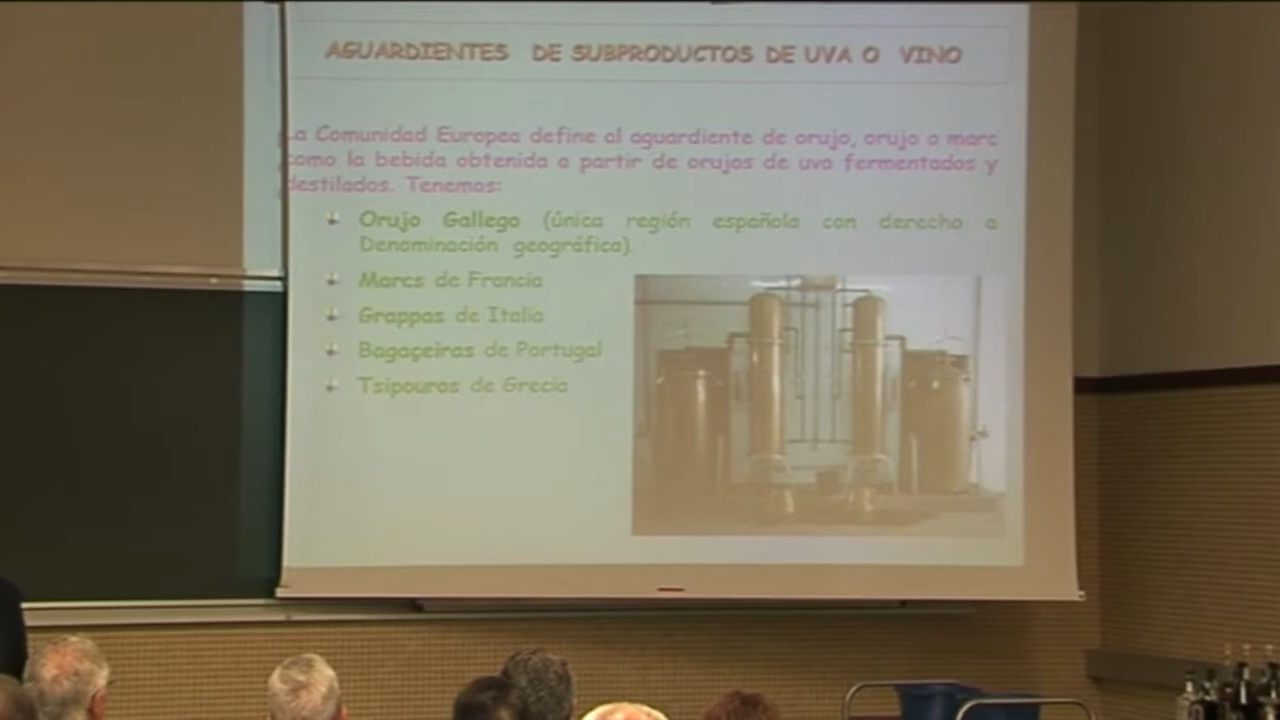 AGUARDIENTES DE SUBPRODUCTOS DE UVA O VINO
La Comunidad Europea define al aguardiente de orujo, orujo o marc
como la bebida obtenida a partir de orujos de uva fermentados y
destilados. Tenemos:
Orujo Gallego (única región española con derecho a
Denominación geográfica).
Marcs de Francia
Grappas de Italia
Bagaçeiras de Portugal
Tsipouros de Grecia